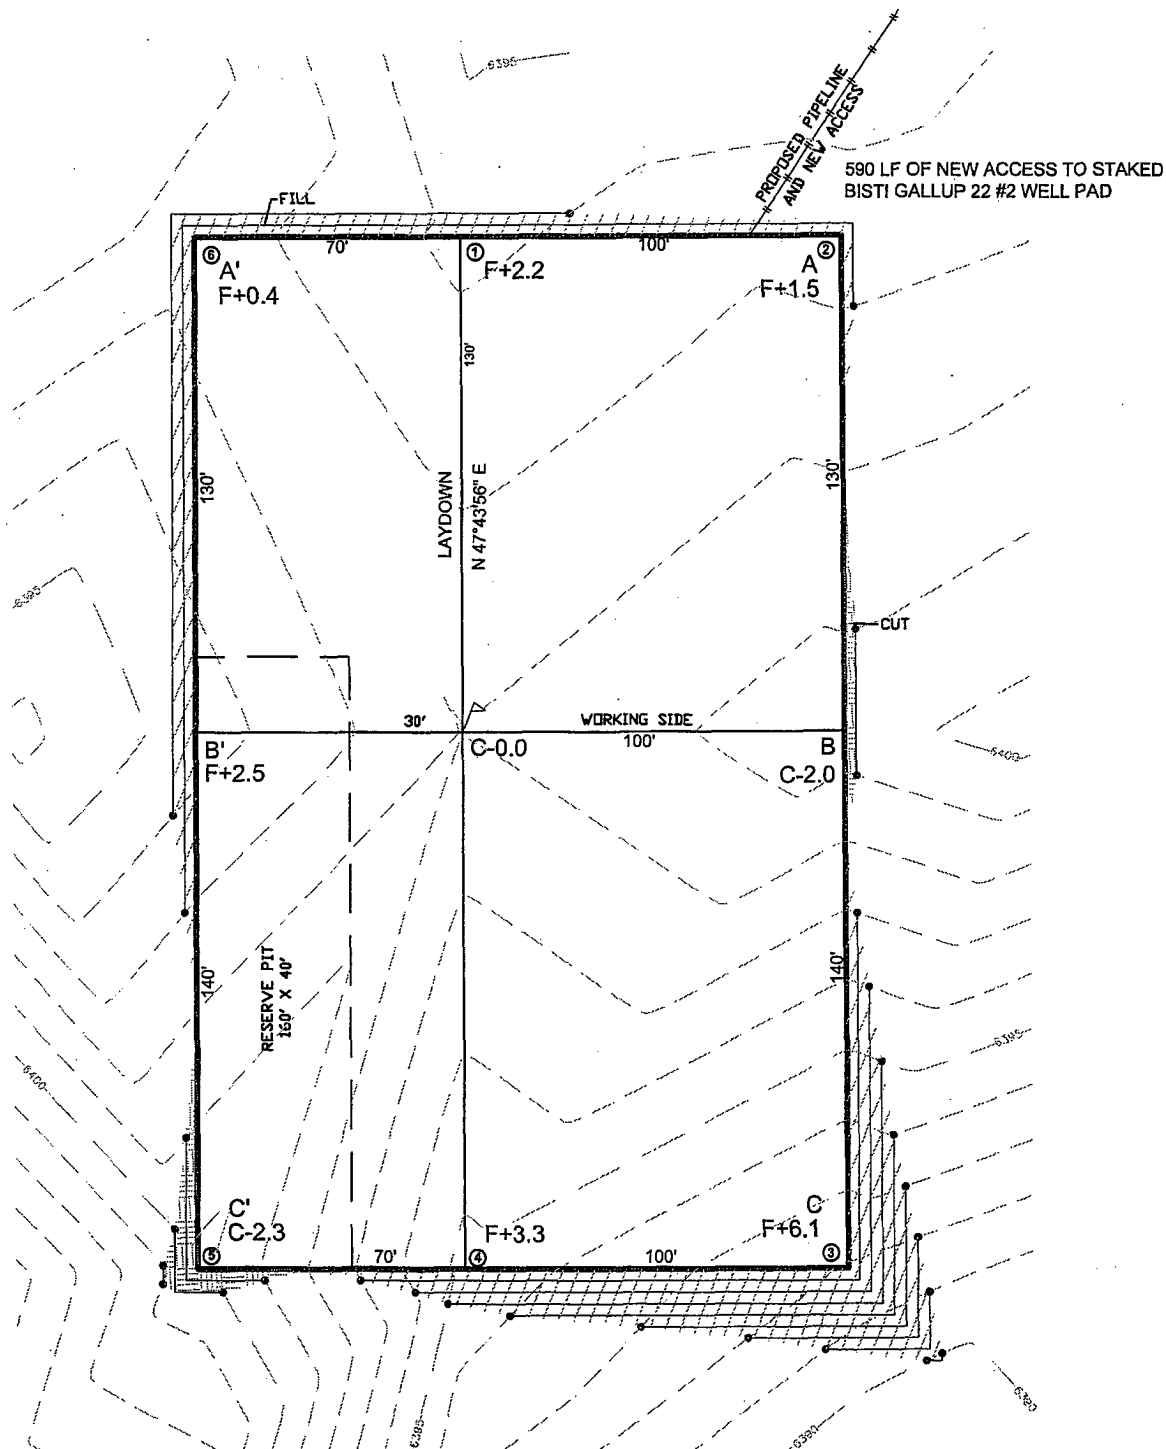 6395
PROPOSED PIPELINE
AND NEW ACCESS
590 LF OF NEW ACCESS TO STAKED
BISTI GALLUP 22 #2 WELL PAD
FILL
70'
100'
6
A'
F+0.4
1
F+2.2
2
A
F+1.5
130'
130'
LAYDOWN
N 47°43'56" E
130'
6395
CUT
30'
WORKING SIDE
100'
B'
F+2.5
C-0.0
B
C-2.0
6400
RESERVE PIT
160' X 40'
140'
140'
6395
6400
C'
C-2.3
5
F+3.3
4
C
F+6.1
3
70'
100'
6395
6390
6390